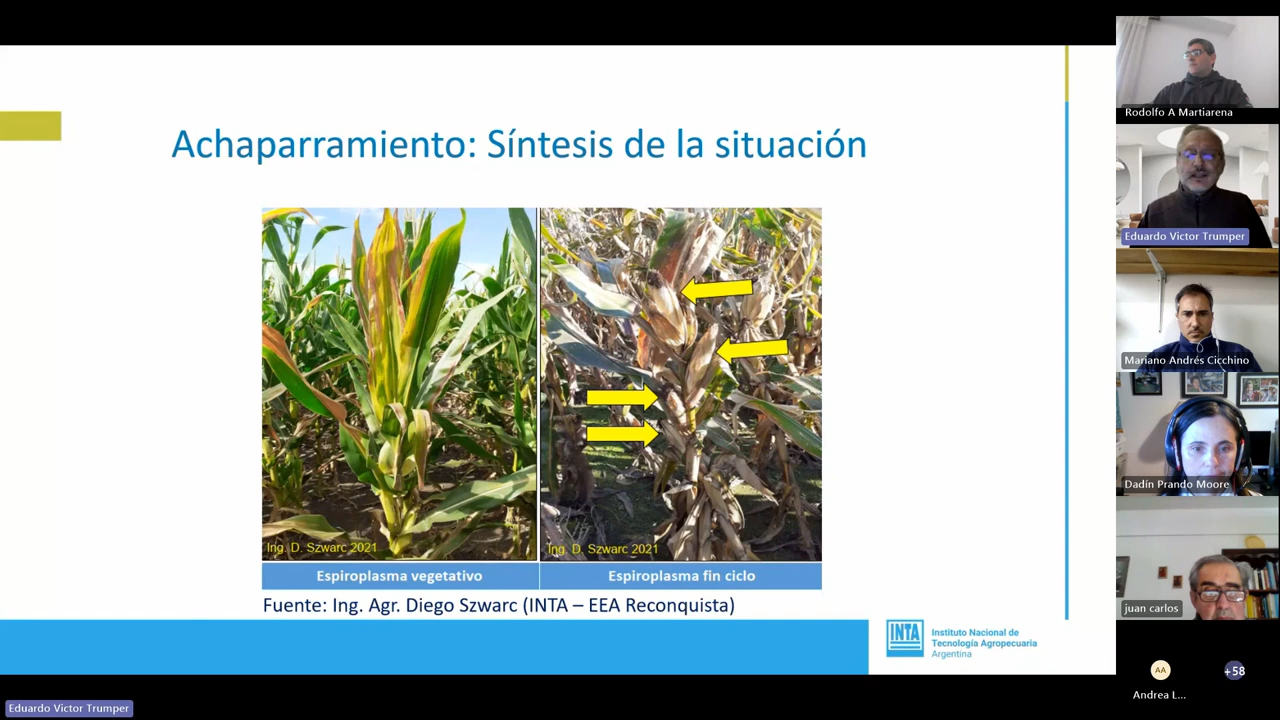 Achaparramiento: Síntesis de la situación
Ing. D. Szwarc 2021
Ing. D. Szwarc 2021
Espiroplasma vegetativo
Espiroplasma fin ciclo
Fuente: Ing. Agr. Diego Szwarc (INTA – EEA Reconquista)
INTA
Instituto Nacional de
Tecnología Agropecuaria
Argentina
Eduardo Victor Trumper
Rodolfo A Martiarena
Eduardo Victor Trumper
Mariano Andrés Cicchino
Dadín Prando Moore
juan carlos
AA
+58
Andrea L...